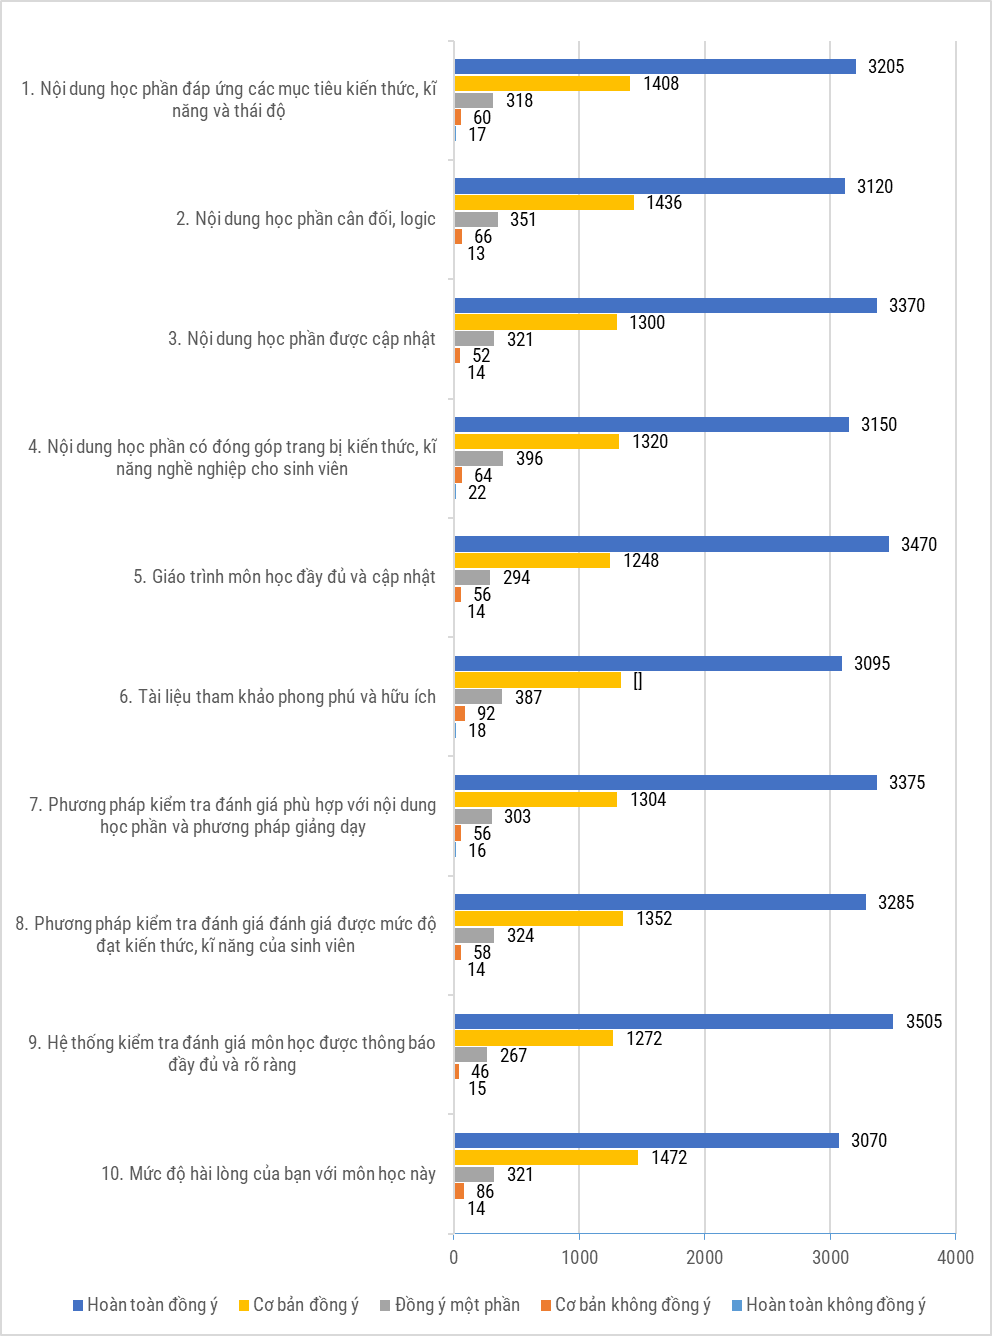 1. Nội dung học phần đáp ứng các mục tiêu kiến thức, kĩ
năng và thái độ
3205
1408
318
60
17
2. Nội dung học phần cân đối, logic
3120
1436
351
66
13
3. Nội dung học phần được cập nhật
3370
1300
321
52
14
4. Nội dung học phần có đóng góp trang bị kiến thức, kĩ
năng nghề nghiệp cho sinh viên
3150
1320
396
64
22
5. Giáo trình môn học đầy đủ và cập nhật
3470
1248
294
56
14
6. Tài liệu tham khảo phong phú và hữu ích
3095
[]
387
92
18
7. Phương pháp kiểm tra đánh giá phù hợp với nội dung
học phần và phương pháp giảng dạy
3375
1304
303
56
16
8. Phương pháp kiểm tra đánh giá đánh giá được mức độ
đạt kiến thức, kĩ năng của sinh viên
3285
1352
324
58
14
9. Hệ thống kiểm tra đánh giá môn học được thông báo
đầy đủ và rõ ràng
3505
1272
267
46
15
10. Mức độ hài lòng của bạn với môn học này
3070
1472
321
86
14
0 1000 2000 3000 4000
Hoàn toàn đồng ý Cơ bản đồng ý Đồng ý một phần Cơ bản không đồng ý Hoàn toàn không đồng ý